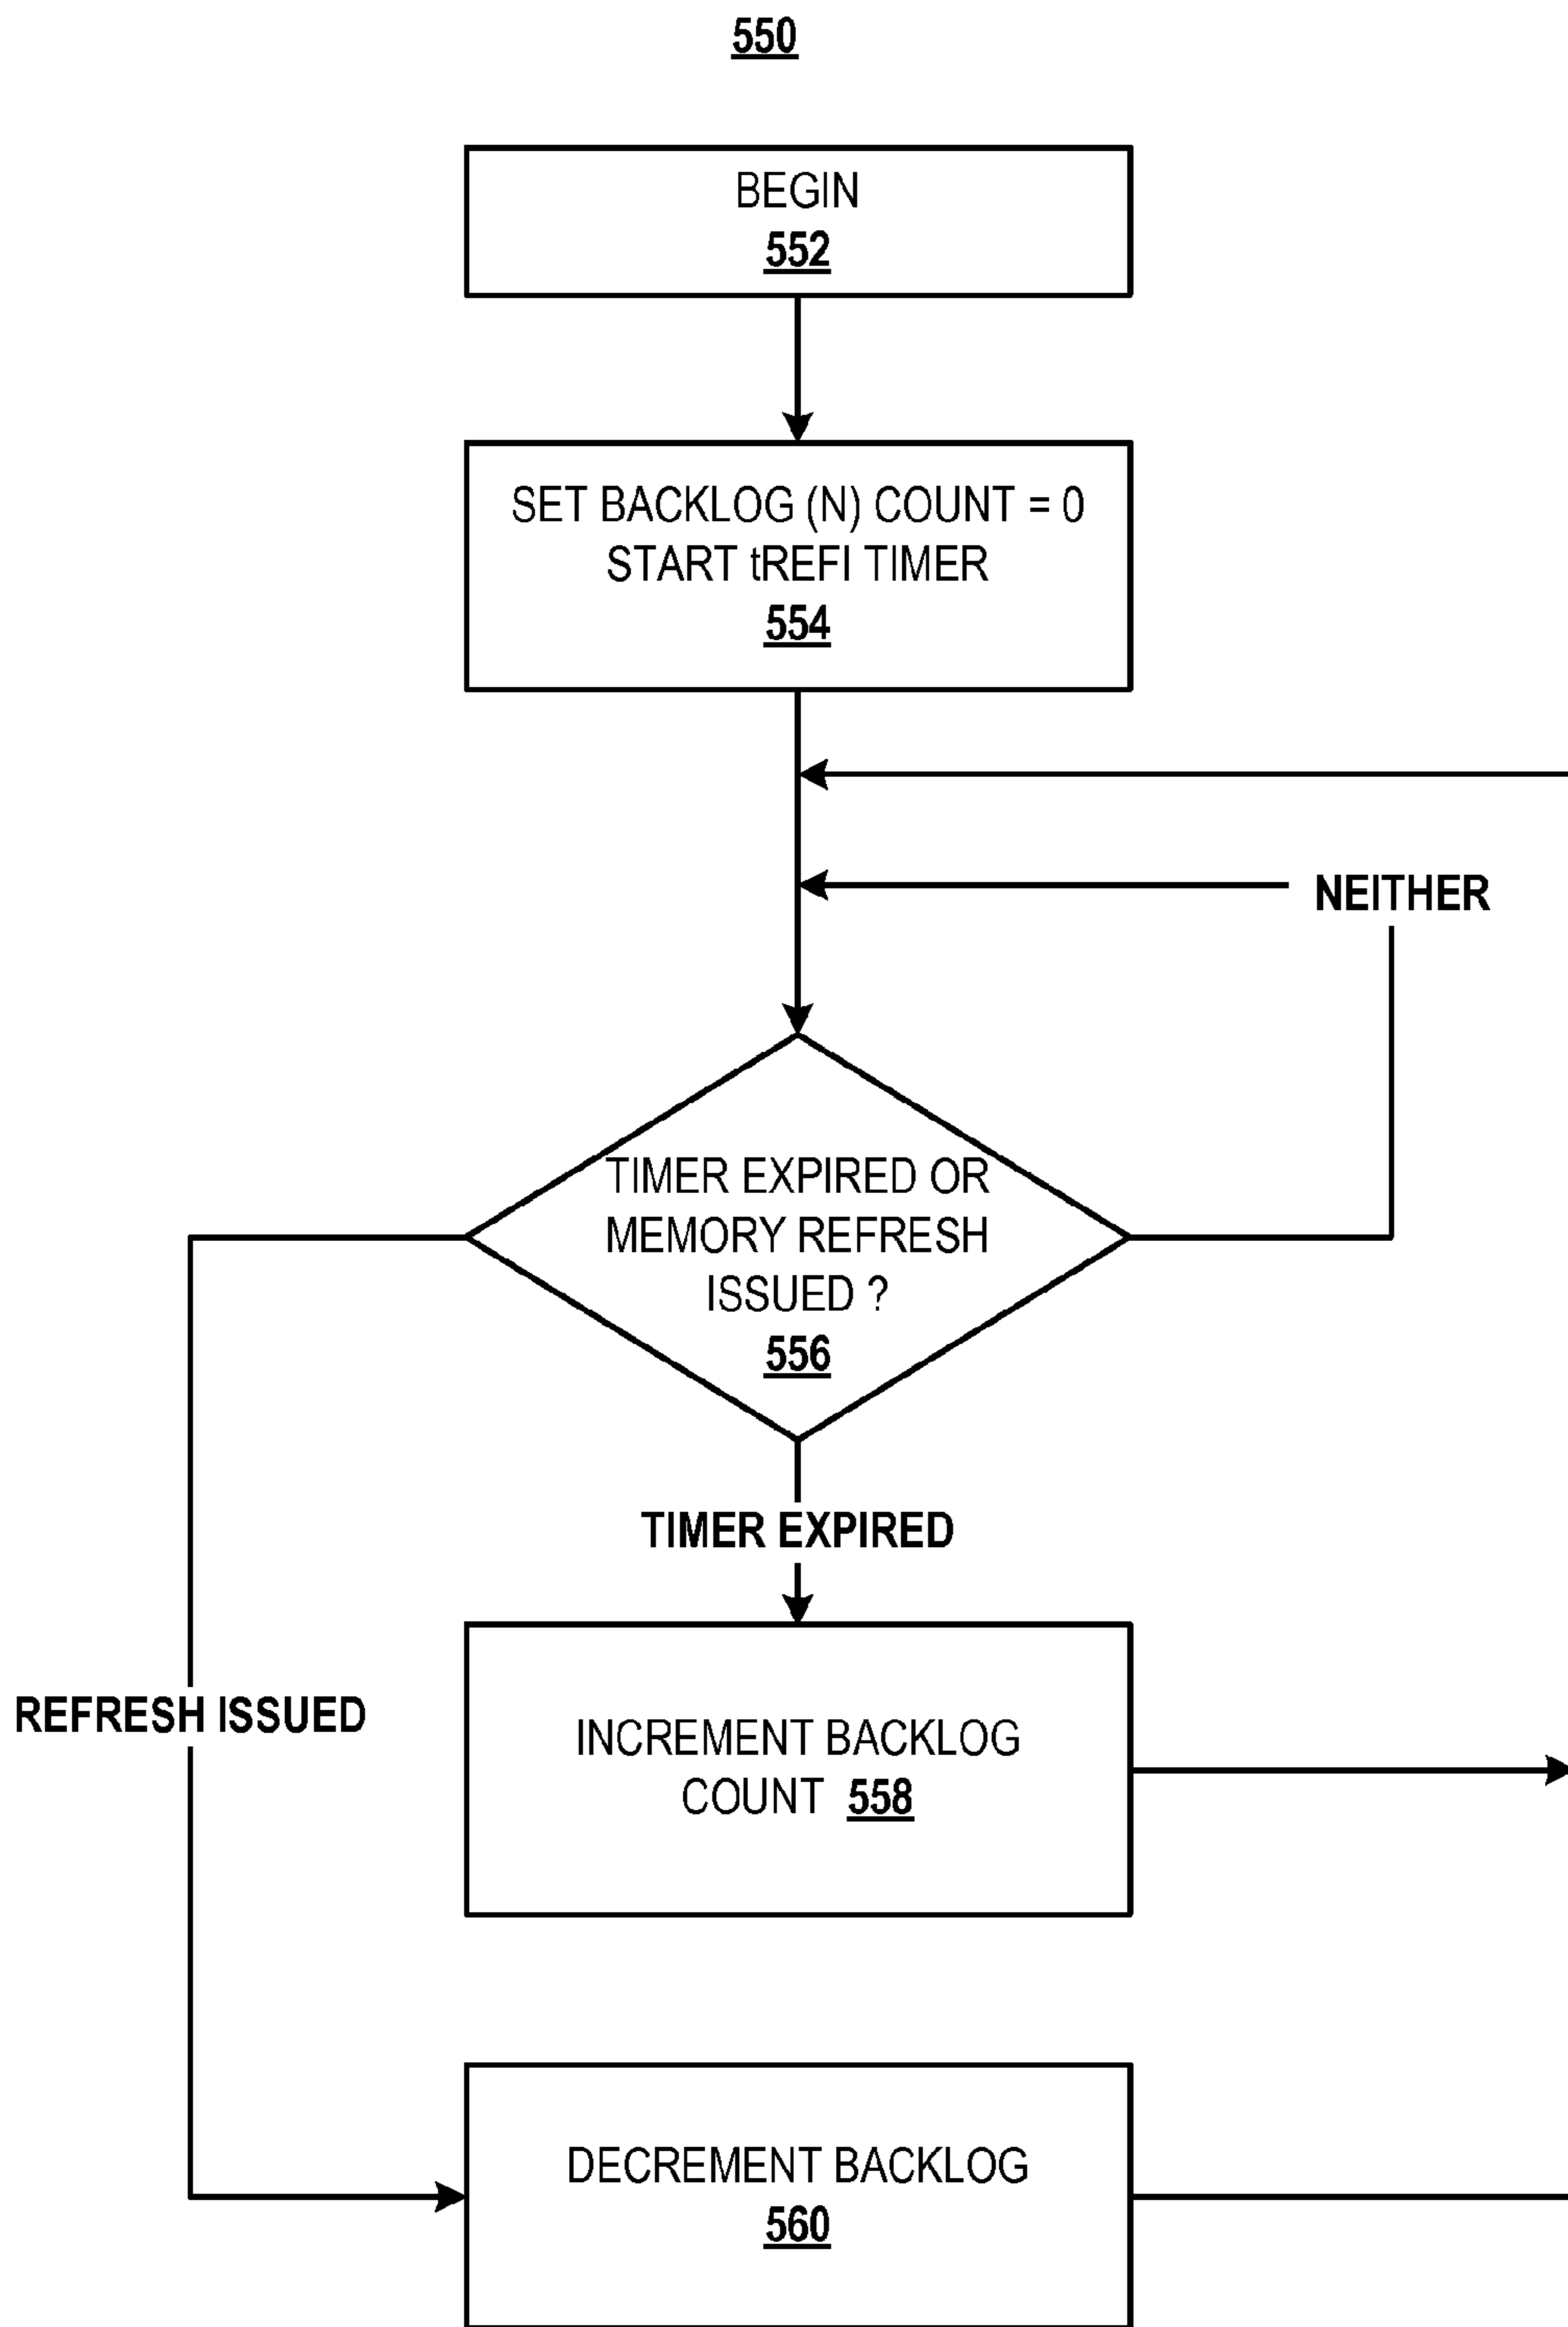 550
BEGIN
552
SET BACKLOG (N) COUNT = 0
START tREFI TIMER
554
NEITHER
TIMER EXPIRED OR
MEMORY REFRESH
ISSUED ?
556
TIMER EXPIRED
REFRESH ISSUED
INCREMENT BACKLOG
COUNT 558
DECREMENT BACKLOG
560